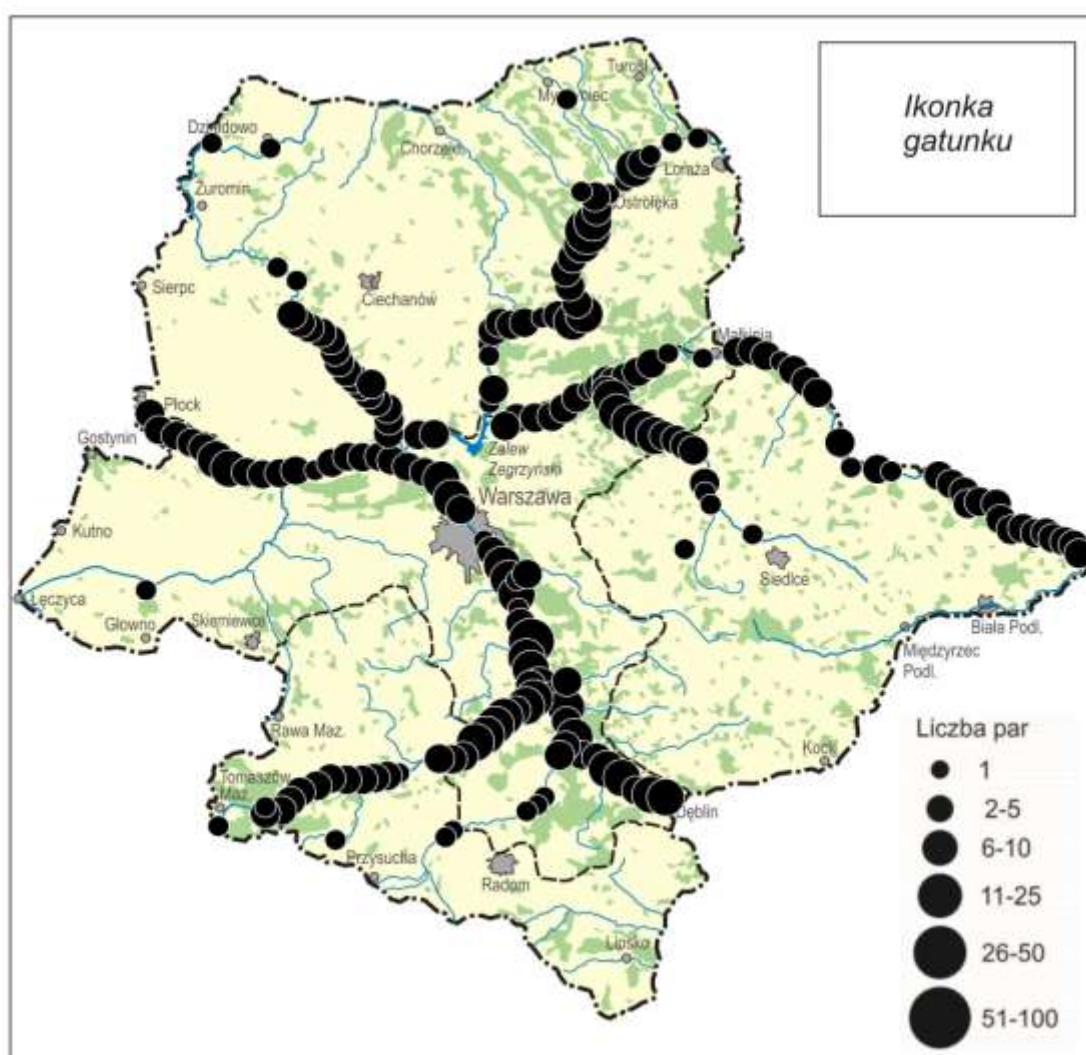 Ikonka
gatunku
Turośl
Chorzele
Łomża
Żuromin
Ostrołęka
Sierpc
Ciechanów
Małkinia
Płock
Gostynin
Zalew
Zegrzyński
Warszawa
Kutno
Siedlce
Łęczyca
Głowno
Skierniewice
Biała Podl.
Międzyrzec
Podl.
Rawa Maz.
Kock
Liczba par
1
Tomaszów
Maz.
2-5
Dęblin
6-10
Przysucha
Radom
11-25
Lipsko
26-50
51-100